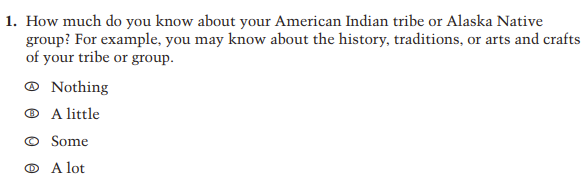 1. How much do you know about your American Indian tribe or Alaska Native
group? For example, you may know about the history, traditions, or arts and crafts
of your tribe or group.
Ⓐ Nothing
Ⓑ A little
Ⓒ Some
Ⓓ A lot